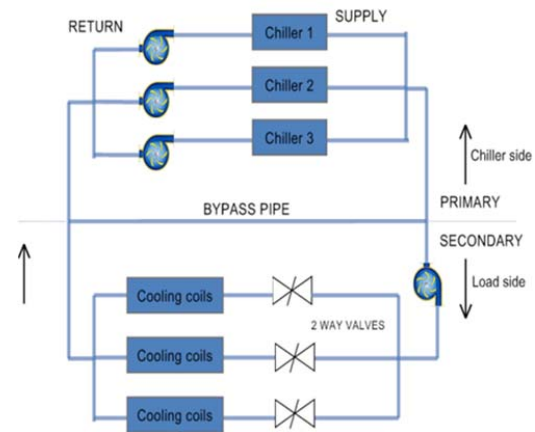 RETURN
SUPPLY
Chiller 1
Chiller 2
Chiller 3
Chiller side
BYPASS PIPE
PRIMARY
SECONDARY
Load side
Cooling coils
2 WAY VALVES
Cooling coils
Cooling coils